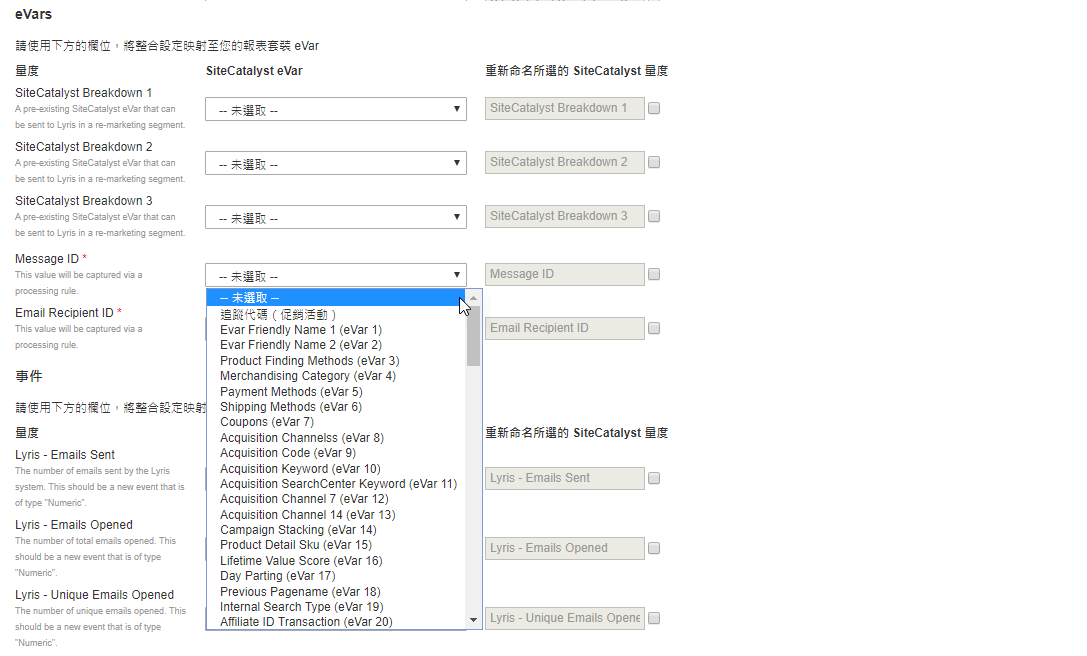 eVars
請使用下方的欄位，將整合設定映射至您的報表套裝 eVar
量度 SiteCatalyst eVar 重新命名所選的 SiteCatalyst 量度
SiteCatalyst Breakdown 1
A pre-existing SiteCatalyst eVar that can
be sent to Lyris in a re-marketing segment.
-- 未選取 --
SiteCatalyst Breakdown 1
SiteCatalyst Breakdown 2
A pre-existing SiteCatalyst eVar that can
be sent to Lyris in a re-marketing segment.
-- 未選取 --
SiteCatalyst Breakdown 2
SiteCatalyst Breakdown 3
A pre-existing SiteCatalyst eVar that can
be sent to Lyris in a re-marketing segment.
-- 未選取 --
SiteCatalyst Breakdown 3
Message ID *
This value will be captured via a
processing rule.
-- 未選取 --
Message ID
-- 未選取 --
追蹤代碼（促銷活動）
Evar Friendly Name 1 (eVar 1)
Evar Friendly Name 2 (eVar 2)
Product Finding Methods (eVar 3)
Merchandising Category (eVar 4)
Payment Methods (eVar 5)
Shipping Methods (eVar 6)
Coupons (eVar 7)
Acquisition Channelss (eVar 8)
Acquisition Code (eVar 9)
Acquisition Keyword (eVar 10)
Acquisition SearchCenter Keyword (eVar 11)
Acquisition Channel 7 (eVar 12)
Acquisition Channel 14 (eVar 13)
Campaign Stacking (eVar 14)
Product Detail Sku (eVar 15)
Lifetime Value Score (eVar 16)
Day Parting (eVar 17)
Previous Pagename (eVar 18)
Internal Search Type (eVar 19)
Affiliate ID Transaction (eVar 20)
Email Recipient ID *
This value will be captured via a
processing rule.
Email Recipient ID
事件
請使用下方的欄位，將整合設定映射
量度 重新命名所選的 SiteCatalyst 量度
Lyris - Emails Sent
The number of emails sent by the Lyris
system. This should be a new event that is
of type "Numeric".
Lyris - Emails Sent
Lyris - Emails Opened
The number of total emails opened. This
should be a new event that is of type
"Numeric".
Lyris - Emails Opened
Lyris - Unique Emails Opened
The number of unique emails opened. This
should be a new event that is of type
"Numeric".
Lyris - Unique Emails Opene